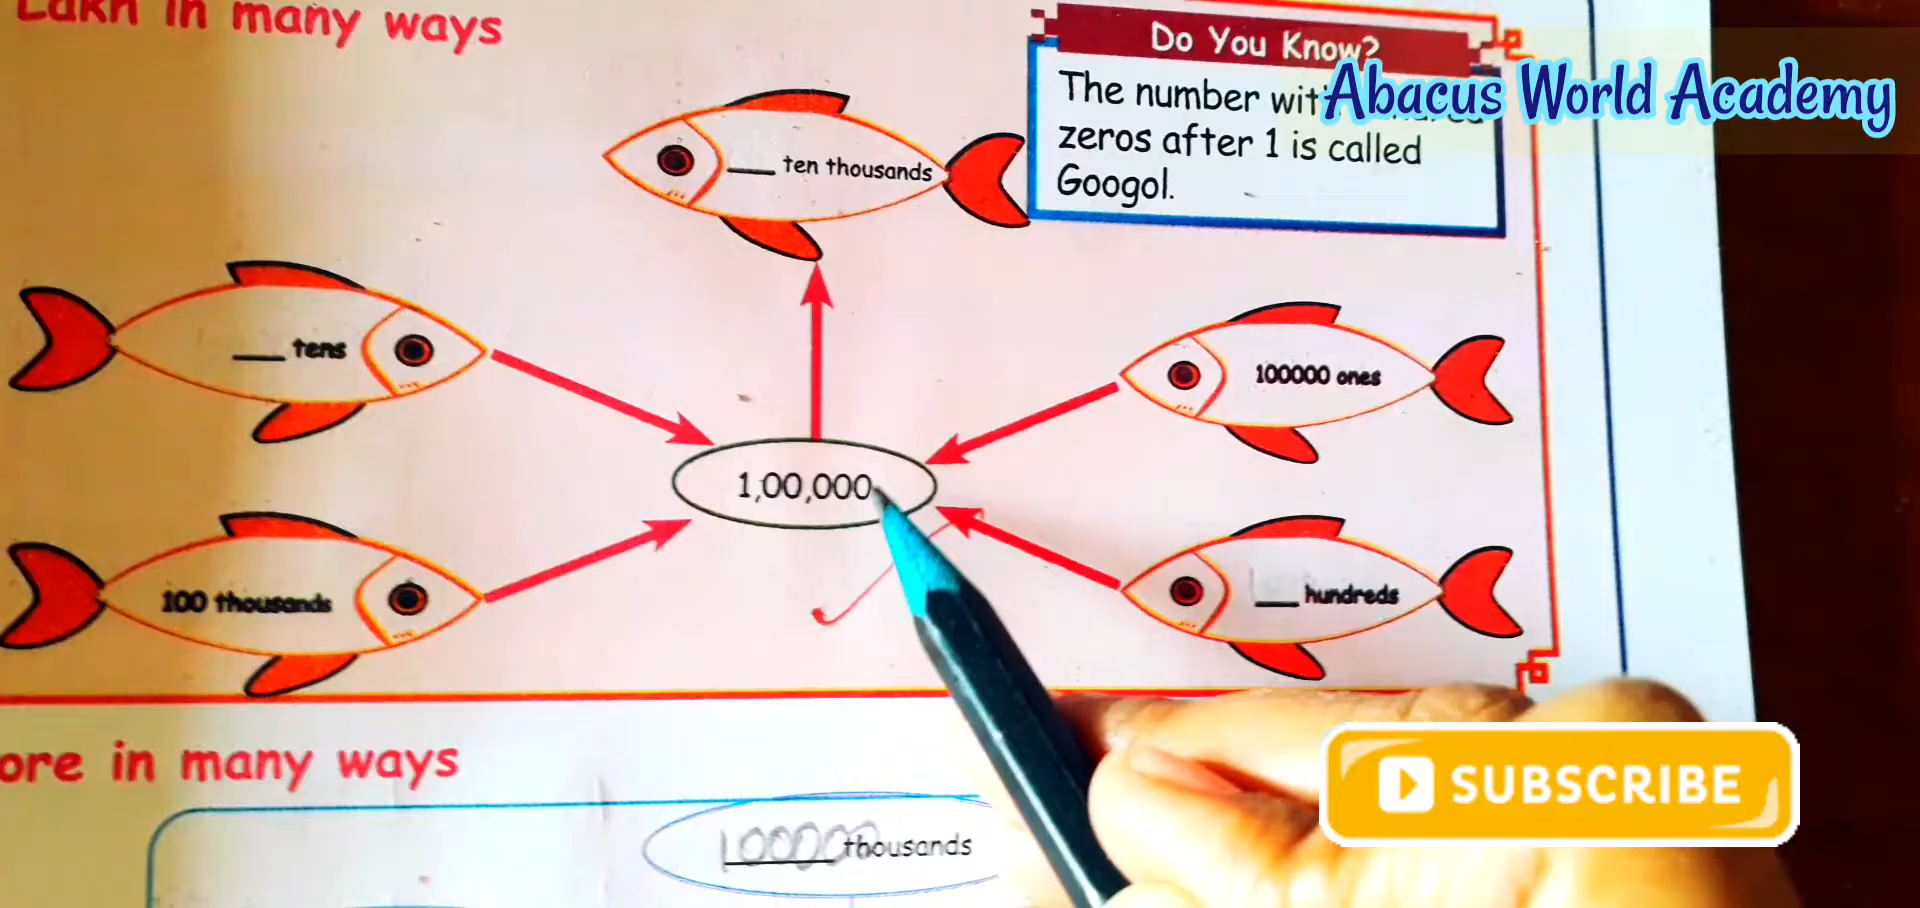 Lakh in many ways
Do You Know?
Abacus World Academy
The number
zeros after 1 is called
Googol.
___ ten thousands
___ tens
100000 ones
1,00,000
100 thousands
___ hundreds
ore in many ways
SUBSCRIBE
100000 thousands